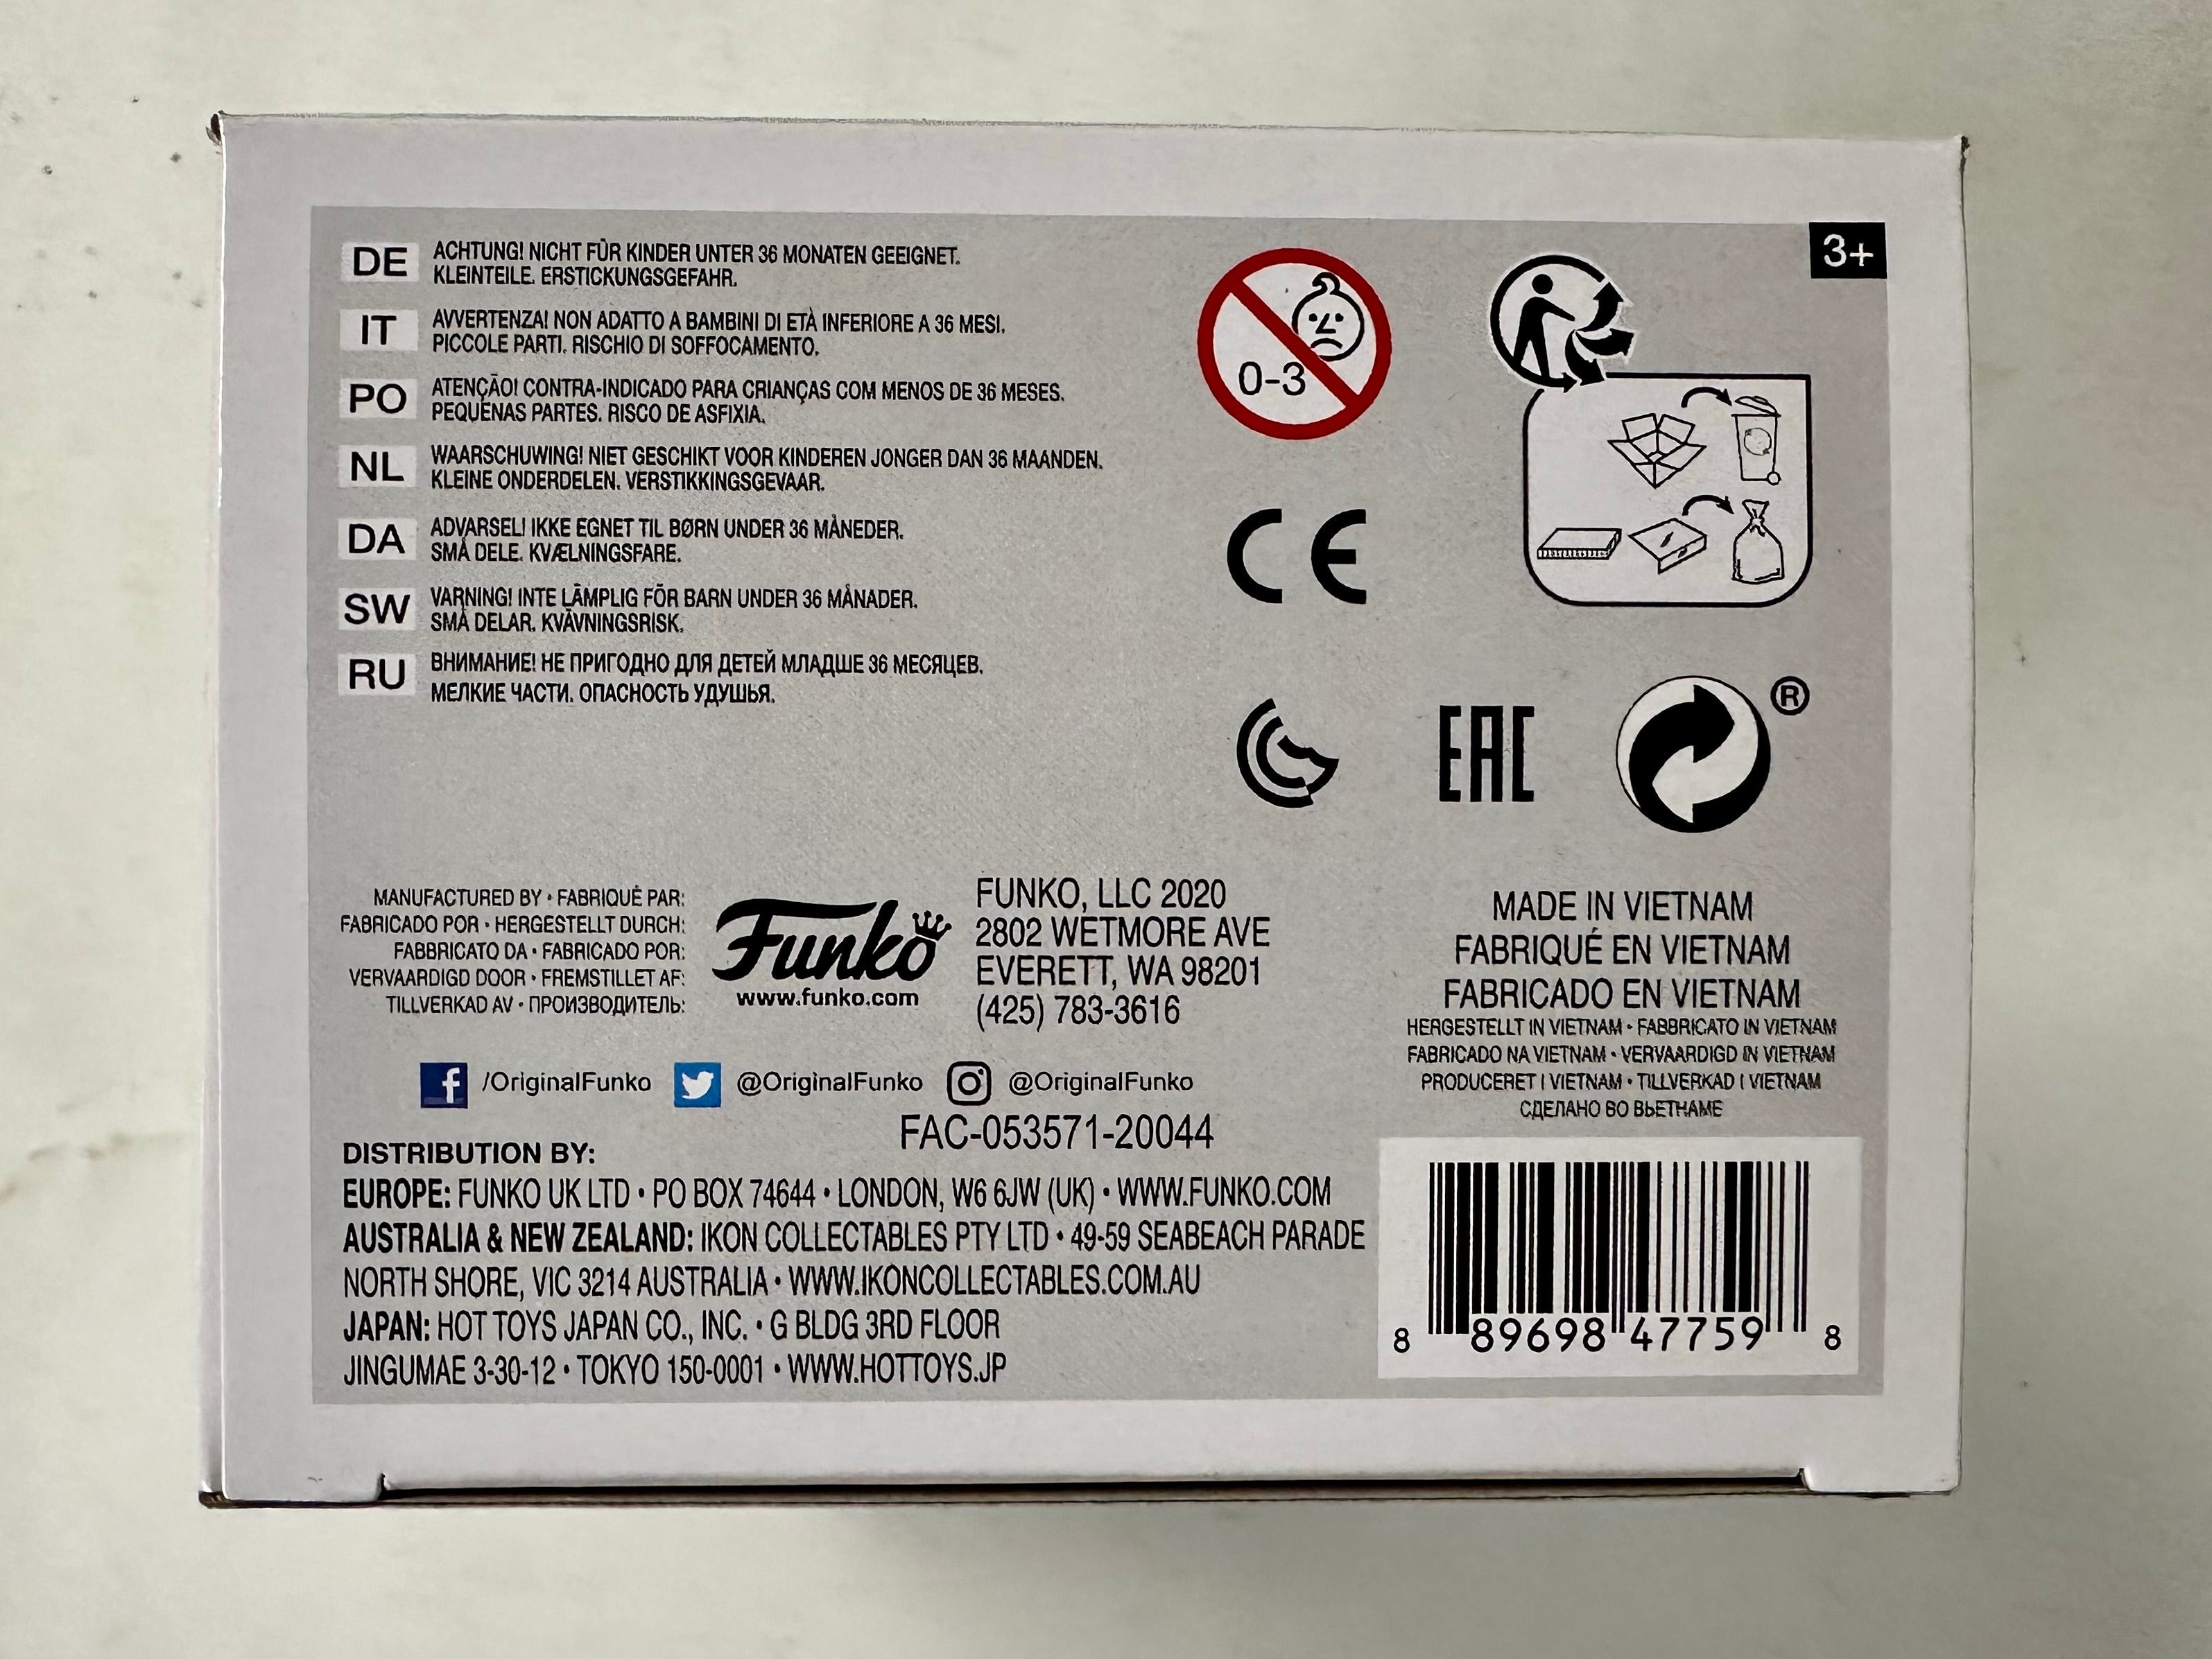 DE ACHTUNG! NICHT FÜR KINDER UNTER 36 MONATEN GEEIGNET.
KLEINTEILE. ERSTICKUNGSGEFAHR.
IT AVVERTENZA! NON ADATTO A BAMBINI DI ETÀ INFERIORE A 36 MESI.
PICCOLE PARTI. RISCHIO DI SOFFOCAMENTO.
PO ATENÇÃO! CONTRA-INDICADO PARA CRIANÇAS COM MENOS DE 36 MESES.
PEQUENAS PARTES. RISCO DE ASFIXIA.
NL WAARSCHUWING! NIET GESCHIKT VOOR KINDEREN JONGER DAN 36 MAANDEN.
KLEINE ONDERDELEN. VERSTIKKINGSGEVAAR.
DA ADVARSEL! IKKE EGNET TIL BØRN UNDER 36 MÅNEDER.
SMÅ DELE. KVÆLNINGSFARE.
SW VARNING! INTE LÄMPLIG FÖR BARN UNDER 36 MÅNADER.
SMÅ DELAR. KVÄVNINGSRISK.
RU ВНИМАНИЕ! НЕ ПРИГОДНО ДЛЯ ДЕТЕЙ МЛАДШЕ 36 МЕСЯЦЕВ.
МЕЛКИЕ ЧАСТИ. ОПАСНОСТЬ УДУШЬЯ.
0-3
3+
CE
EAC
®
MANUFACTURED BY • FABRIQUÉ PAR:
FABRICADO POR • HERGESTELLT DURCH:
FABBRICATO DA • FABRICADO POR:
VERVAARDIGD DOOR • FREMSTILLET AF:
TILLVERKAD AV • ПРОИЗВОДИТЕЛЬ:
Funko
www.funko.com
FUNKO, LLC 2020
2802 WETMORE AVE
EVERETT, WA 98201
(425) 783-3616
MADE IN VIETNAM
FABRIQUÉ EN VIETNAM
FABRICADO EN VIETNAM
HERGESTELLT IN VIETNAM • FABBRICATO IN VIETNAM
FABRICADO NA VIETNAM • VERVAARDIGD IN VIETNAM
PRODUCERET I VIETNAM • TILLVERKAD I VIETNAM
СДЕЛАНО ВО ВЬЕТНАМЕ
f /OriginalFunko @OriginalFunko @OriginalFunko
FAC-053571-20044
DISTRIBUTION BY:
EUROPE: FUNKO UK LTD • PO BOX 74644 • LONDON, W6 6JW (UK) • WWW.FUNKO.COM
AUSTRALIA & NEW ZEALAND: IKON COLLECTABLES PTY LTD • 49-59 SEABEACH PARADE
NORTH SHORE, VIC 3214 AUSTRALIA • WWW.IKONCOLLECTABLES.COM.AU
JAPAN: HOT TOYS JAPAN CO., INC. • G BLDG 3RD FLOOR
JINGUMAE 3-30-12 • TOKYO 150-0001 • WWW.HOTTOYS.JP
8 89698 47759 8